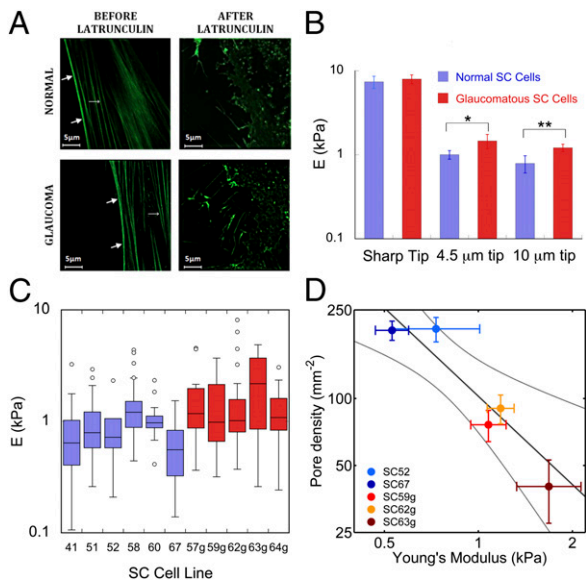 A
BEFORE LATRUNCULIN
AFTER LATRUNCULIN
NORMAL
GLAUCOMA
5μm
5μm
5μm
5μm
B
E (kPa)
10
1
0.1
Normal SC Cells
Glaucomatous SC Cells
*
**
Sharp Tip 4.5 μm tip 10 μm tip
C
E (kPa)
10
1
0.1
41 51 52 58 60 67 57g 59g 62g 63g 64g
SC Cell Line
D
Pore density (mm⁻²)
250
100
50
25
SC52
SC67
SC59g
SC62g
SC63g
0.5 1 2
Young's Modulus (kPa)